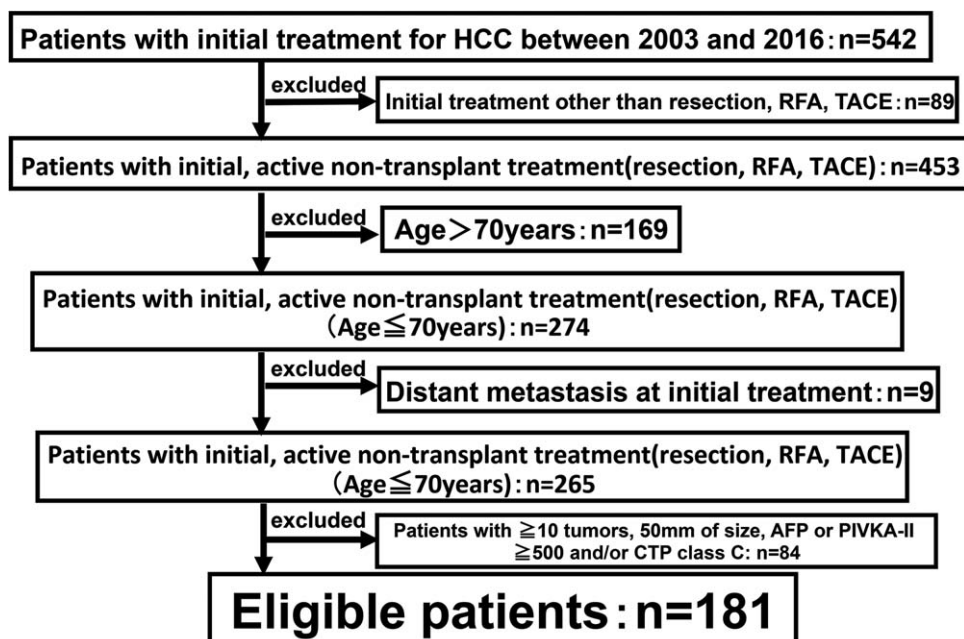 Patients with initial treatment for HCC between 2003 and 2016：n=542
excluded
Initial treatment other than resection, RFA, TACE：n=89
Patients with initial, active non-transplant treatment(resection, RFA, TACE)：n=453
excluded
Age＞70years：n=169
Patients with initial, active non-transplant treatment(resection, RFA, TACE)
（Age≦70years）：n=274
excluded
Distant metastasis at initial treatment：n=9
Patients with initial, active non-transplant treatment(resection, RFA, TACE)
（Age≦70years）：n=265
excluded
Patients with ≧10 tumors, 50mm of size, AFP or PIVKA-II
≧500 and/or CTP class C: n=84
Eligible patients：n=181